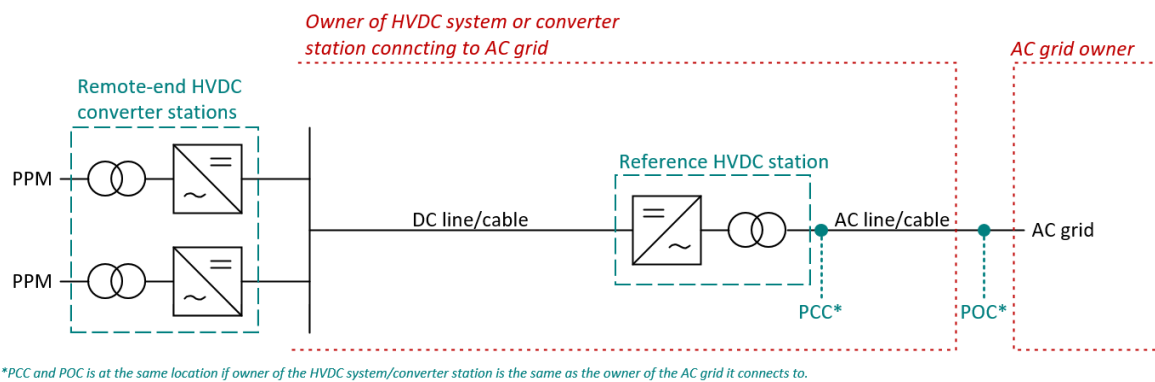 Owner of HVDC system or converter
station conncting to AC grid
AC grid owner
Remote-end HVDC
converter stations
Reference HVDC station
PPM
DC line/cable
AC line/cable
AC grid
PPM
PCC*
POC*
*PCC and POC is at the same location if owner of the HVDC system/converter station is the same as the owner of the AC grid it connects to.